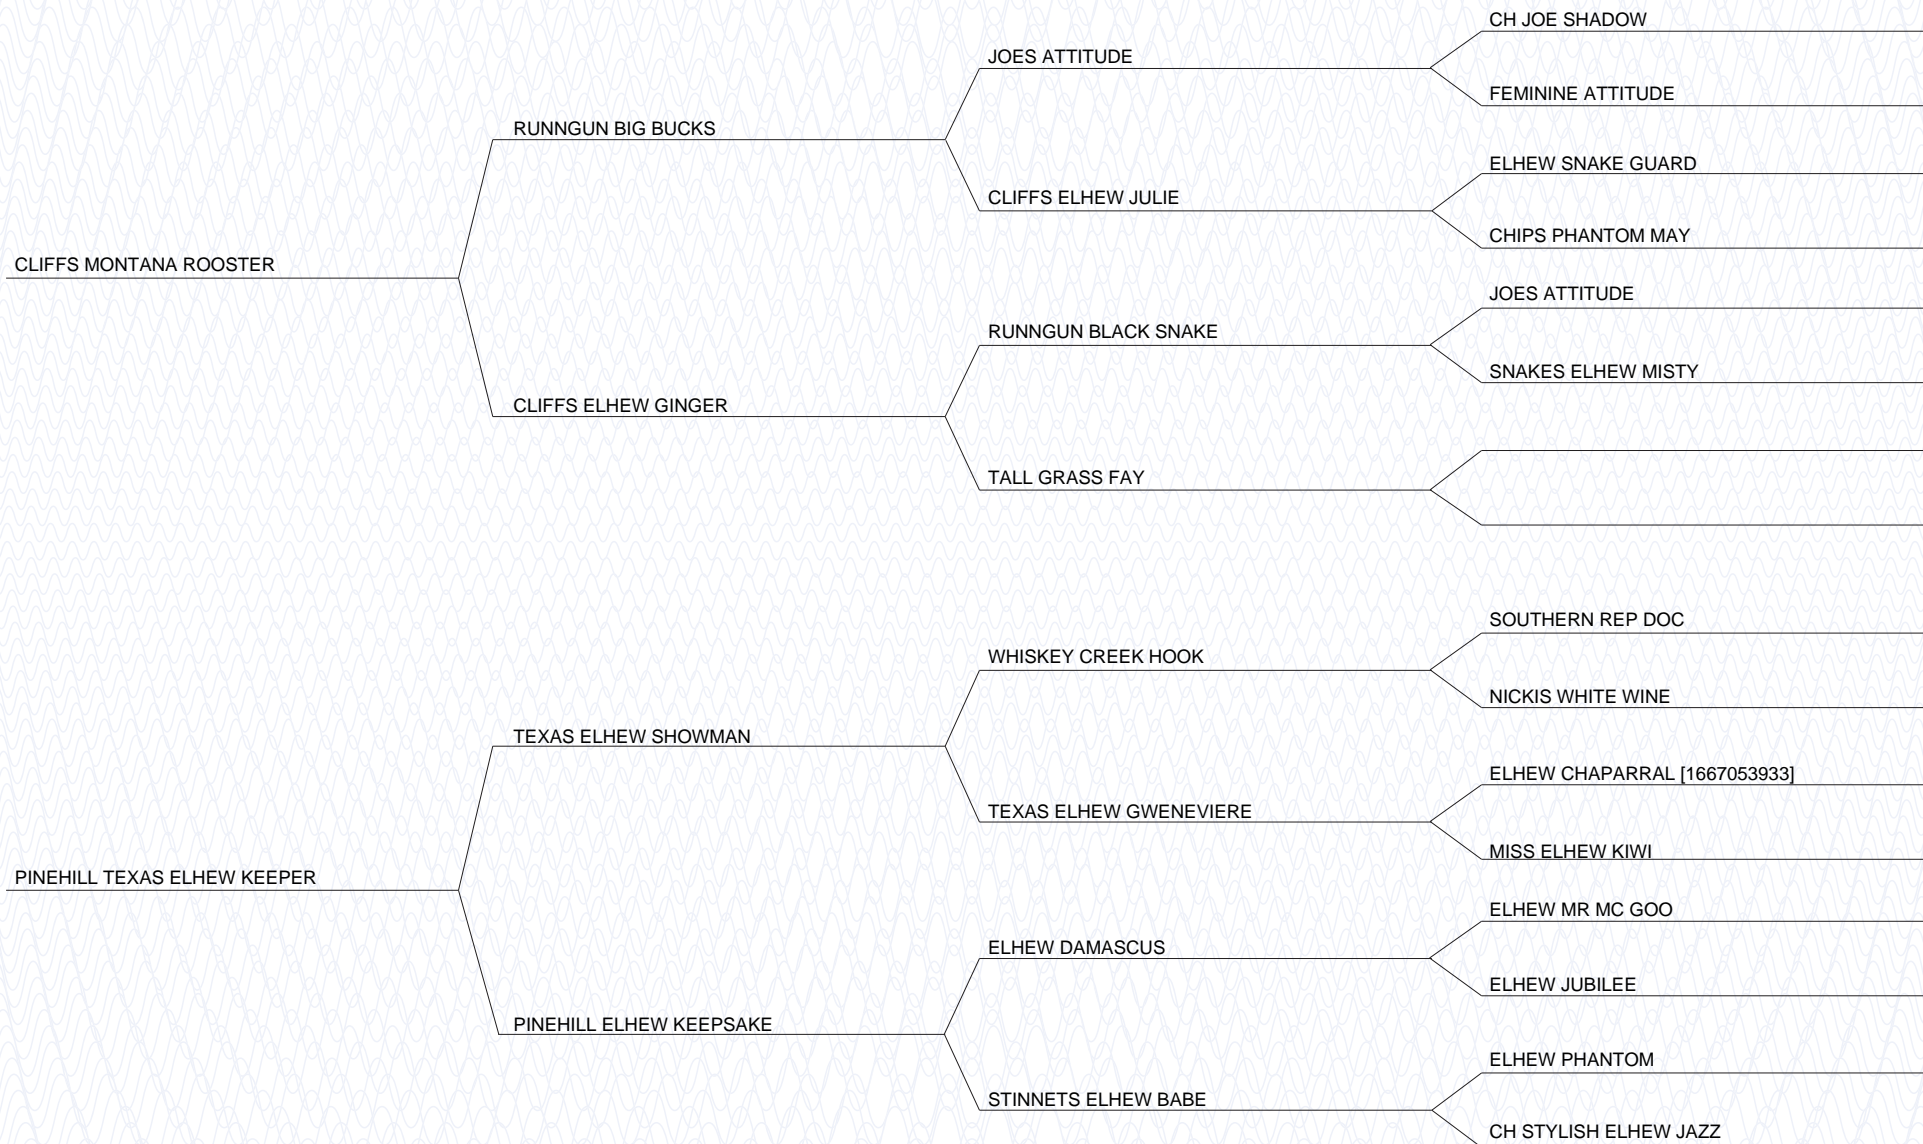 CH JOE SHADOW
JOES ATTITUDE
FEMININE ATTITUDE
RUNNGUN BIG BUCKS
ELHEW SNAKE GUARD
CLIFFS ELHEW JULIE
CHIPS PHANTOM MAY
CLIFFS MONTANA ROOSTER
JOES ATTITUDE
RUNNGUN BLACK SNAKE
SNAKES ELHEW MISTY
CLIFFS ELHEW GINGER
TALL GRASS FAY
SOUTHERN REP DOC
WHISKEY CREEK HOOK
NICKIS WHITE WINE
TEXAS ELHEW SHOWMAN
ELHEW CHAPARRAL [1667053933]
TEXAS ELHEW GWENEVIERE
MISS ELHEW KIWI
PINEHILL TEXAS ELHEW KEEPER
ELHEW MR MC GOO
ELHEW DAMASCUS
ELHEW JUBILEE
PINEHILL ELHEW KEEPSAKE
ELHEW PHANTOM
STINNETS ELHEW BABE
CH STYLISH ELHEW JAZZ